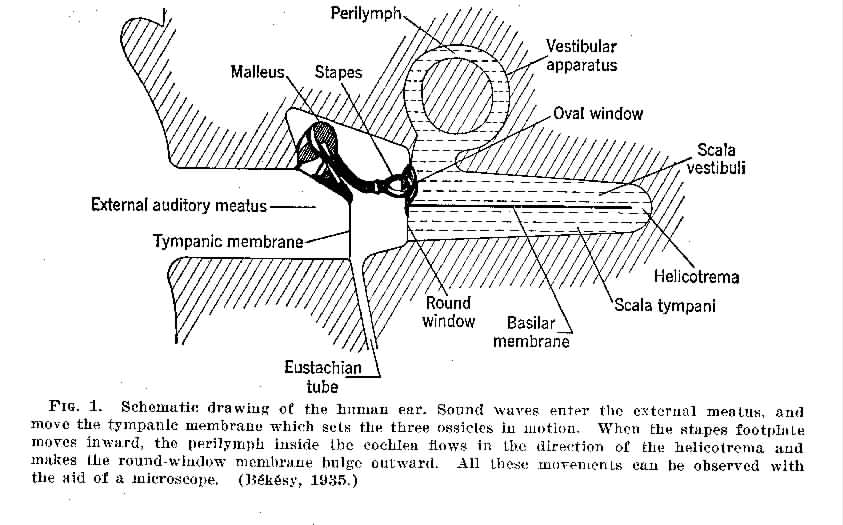 Perilymph
Vestibular
apparatus
Malleus
Stapes
Oval window
Scala
vestibuli
External auditory meatus
Tympanic membrane
Helicotrema
Scala tympani
Round
window
Basilar
membrane
Eustachian
tube
FIG. 1. Schematic drawing of the human ear. Sound waves enter the external meatus, and
move the tympanic membrane which sets the three ossicles in motion. When the stapes footplate
moves inward, the perilymph inside the cochlea flows in the direction of the helicotrema and
makes the round-window membrane bulge outward. All these movements can be observed with
the aid of a microscope. (Békésy, 1935.)